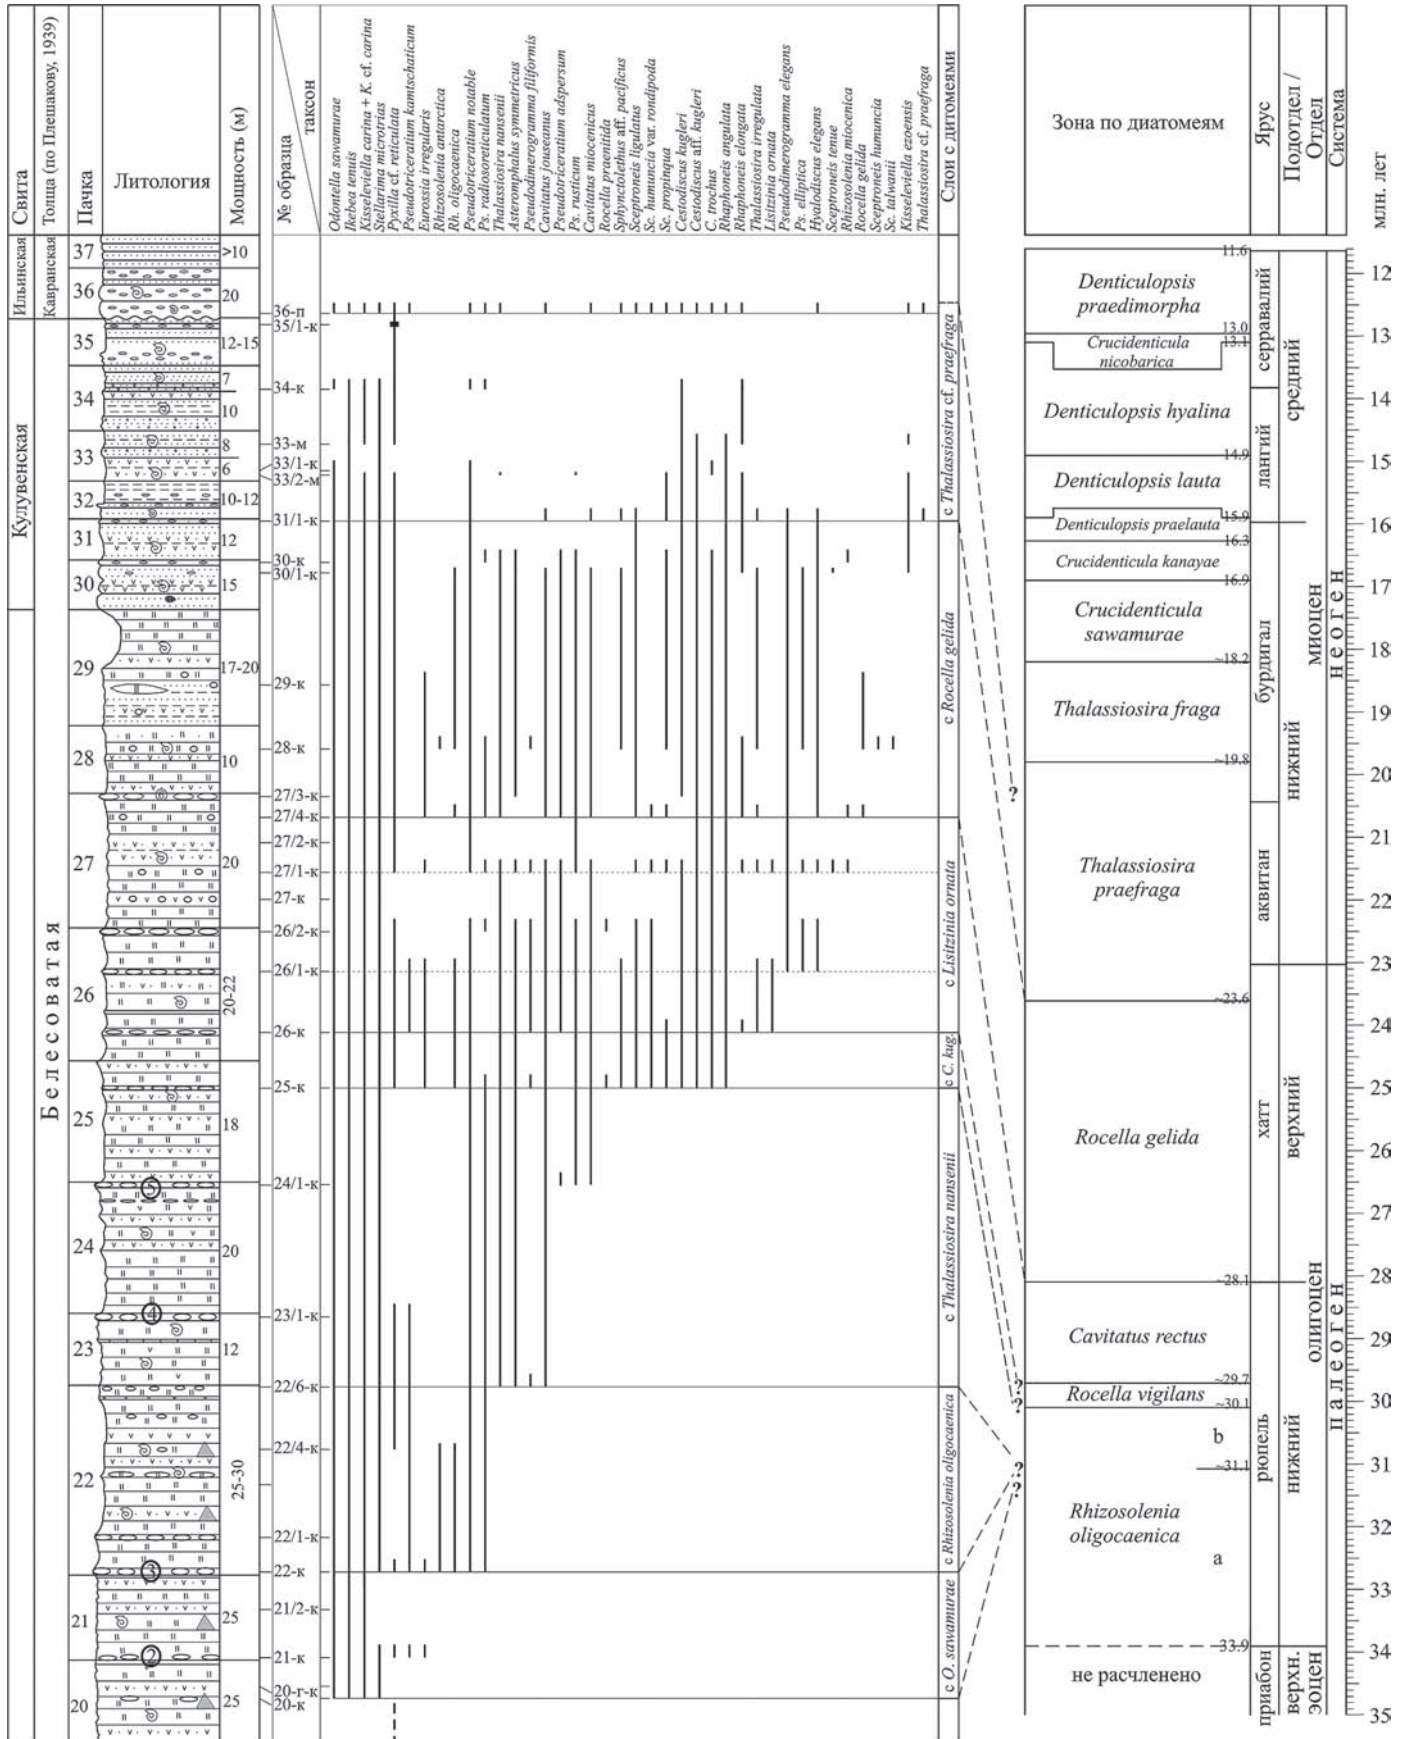 Свита
Толща (по Плешакову, 1939)
Пачка
Литология
Мощность (м)
№ образца
таксон
Odontella sawamurae
Ikebea tenuis
Kisseleviella carina + K. cf. carina
Stellarima microtrias
Pyxilla cf. reticulata
Pseudotriceratium kamtschaticum
Eurossia irregularis
Rhizosolenia antarctica
Rh. oligocaenica
Pseudotriceratium notabile
Ps. radiosoreticulatum
Thalassiosira nansenii
Asteromphalus symmetricus
Pseudodimerogramma filiformis
Cavitatus jouseanus
Pseudotriceratium adspersum
Ps. rusticum
Cavitatus miocenicus
Rocella praenitida
Sphynctolethus aff. pacificus
Sceptroneis ligulatus
Sc. humuncia var. rondipoda
Sc. propinqua
Cestodiscus kugleri
Cestodiscus aff. kugleri
C. trochus
Rhaphoneis angulata
Rhaphoneis elongata
Thalassiosira irregulata
Lisitzinia ornata
Pseudodimerogramma elegans
Ps. elliptica
Hyalodiscus elegans
Sceptroneis tenue
Rhizosolenia miocenica
Rocella gelida
Sceptroneis humuncia
Sc. talwanii
Kisseleviella ezoensis
Thalassiosira cf. praefraga
Слои с дитомеями
Зона по диатомеям
Ярус
Подотдел /
Отдел
Система
млн. лет
Ильинская
Кулувенская
Кавранская
Белесоватая
37
36
35
34
33
32
31
30
29
28
27
26
25
24
23
22
21
20
>10
20
12-15
7
10
8
6
10-12
12
15
17-20
10
20
20-22
18
20
12
25-30
25
25
5
4
3
2
36-п
35/1-к
34-к
33-м
33/1-к
33/2-м
31/1-к
30-к
30/1-к
29-к
28-к
27/3-к
27/4-к
27/2-к
27/1-к
27-к
26/2-к
26/1-к
26-к
25-к
24/1-к
23/1-к
22/6-к
22/4-к
22/1-к
22-к
21/2-к
21-к
20-г-к
20-к
с Thalassiosira cf. praefraga
с Rocella gelida
с Lisitzinia ornata
с C. kug.
с Thalassiosira nansenii
с Rhizosolenia oligocaenica
с O. sawamurae
?
?
?
?
?
11.6
Denticulopsis
praedimorpha
13.0
13.1
Crucidenticula
nicobarica
Denticulopsis hyalina
14.9
Denticulopsis lauta
15.9
Denticulopsis praelauta
16.3
Crucidenticula kanayae
16.9
Crucidenticula
sawamurae
~18.2
Thalassiosira fraga
~19.8
Thalassiosira
praefraga
~23.6
Rocella gelida
~28.1
Cavitatus rectus
~29.7
Rocella vigilans
~30.1
b
~31.1
Rhizosolenia
oligocaenica
a
33.9
не расчленено
серравалий
лангий
бурдигал
аквитан
хатт
рюпель
приабон
средний
нижний
верхний
нижний
верхн.
эоцен
миоцен
олигоцен
неоген
палеоген
12
13
14
15
16
17
18
19
20
21
22
23
24
25
26
27
28
29
30
31
32
33
34
35